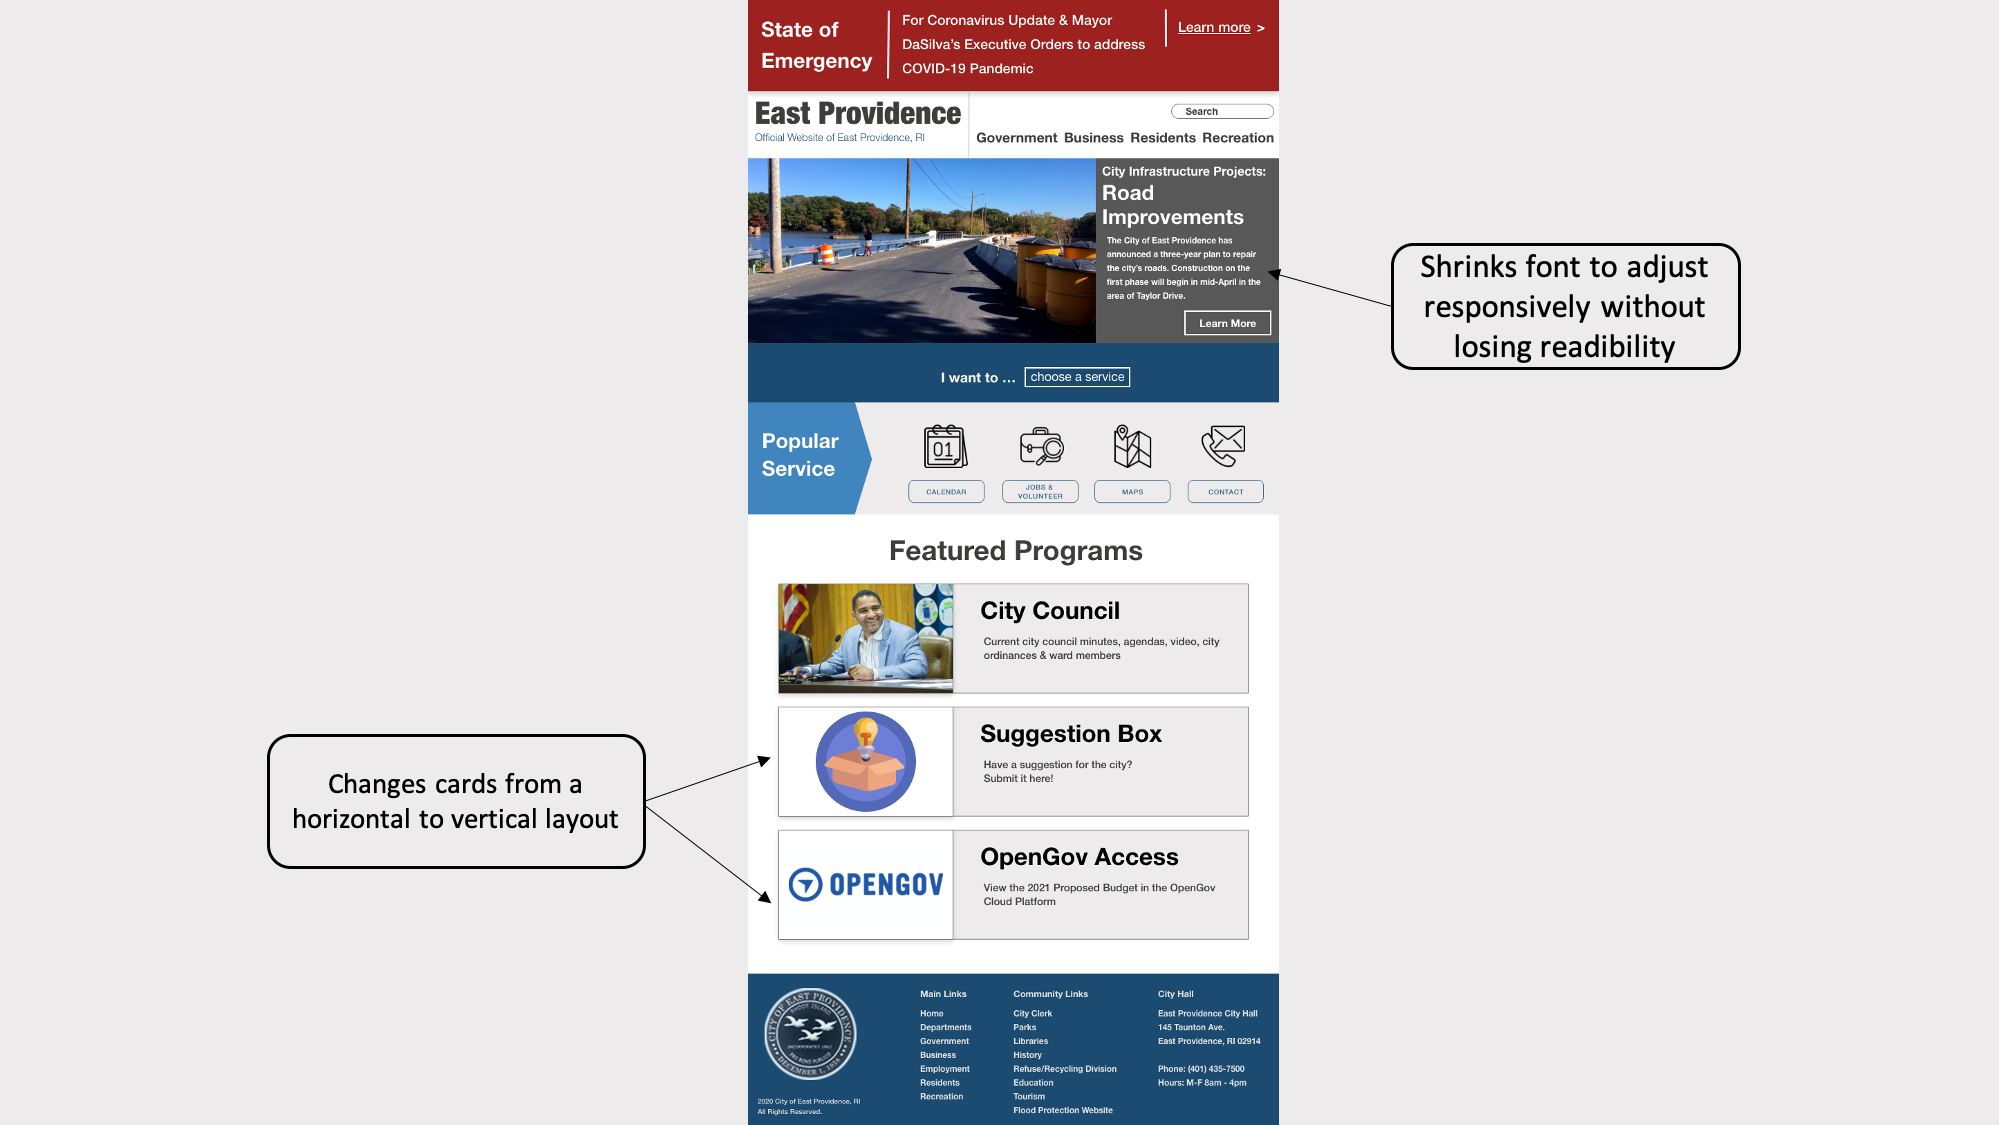 State of
Emergency
For Coronavirus Update & Mayor
DaSilva's Executive Orders to address
COVID-19 Pandemic
Learn more >
East Providence
Official Website of East Providence, RI
Search
Government Business Residents Recreation
City Infrastructure Projects:
Road
Improvements
The City of East Providence has
announced a three-year plan to repair
the city's roads. Construction on the
first phase will begin in mid-April in the
area of Taylor Drive.
Learn More
Shrinks font to adjust
responsively without
losing readibility
I want to ... choose a service
Popular
Service
01
CALENDAR
JOBS &
VOLUNTEER
MAPS
CONTACT
Featured Programs
City Council
Current city council minutes, agendas, video, city
ordinances & ward members
Suggestion Box
Have a suggestion for the city?
Submit it here!
Changes cards from a
horizontal to vertical layout
OPENGOV
OpenGov Access
View the 2021 Proposed Budget in the OpenGov
Cloud Platform
CITY OF EAST PROVIDENCE
RHODE ISLAND
2020 City of East Providence, RI
All Rights Reserved.
Main Links
Home
Departments
Government
Business
Employment
Residents
Recreation
Community Links
City Clerk
Parks
Libraries
History
Refuse/Recycling Division
Education
Tourism
Flood Protection Website
City Hall
East Providence City Hall
145 Taunton Ave.
East Providence, RI 02914
Phone: (401) 435-7500
Hours: M-F 8am - 4pm